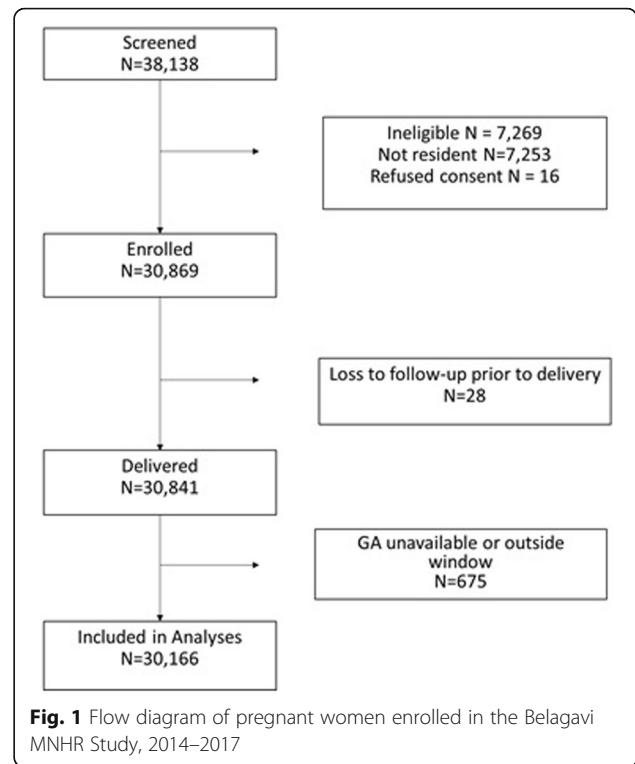 Screened
N=38,138
Ineligible N = 7,269
Not resident N=7,253
Refused consent N = 16
Enrolled
N=30,869
Loss to follow-up prior to delivery
N=28
Delivered
N=30,841
GA unavailable or outside
window
N=675
Included in Analyses
N=30,166
Fig. 1 Flow diagram of pregnant women enrolled in the Belagavi
MNHR Study, 2014–2017